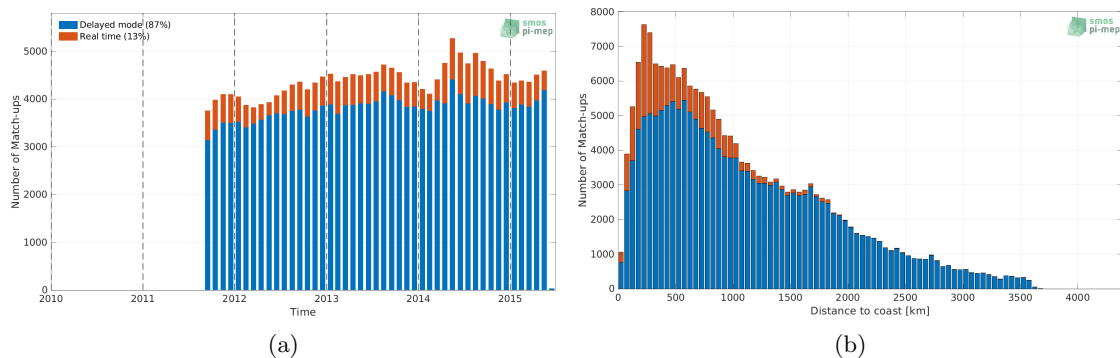 Delayed mode (87%)
Real time (13%)
smos
pi-mep
Number of Match-ups
5000
4000
3000
2000
1000
0
2010
2011
2012
2013
2014
2015
Time
(a)
smos
pi-mep
Number of Match-ups
8000
7000
6000
5000
4000
3000
2000
1000
0
0
500
1000
1500
2000
2500
3000
3500
4000
Distance to coast [km]
(b)